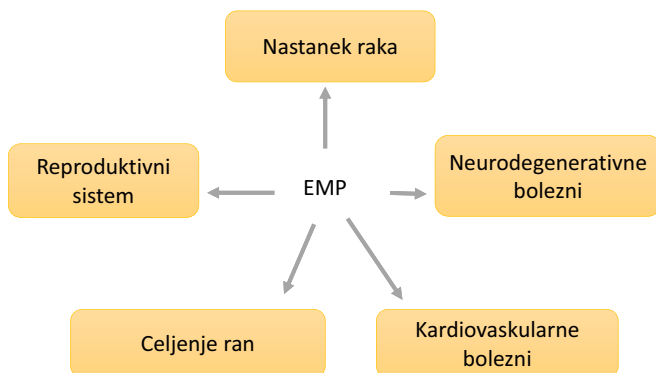 Nastanek raka
Reproduktivni
sistem
EMP
Neurodegenerativne
bolezni
Celjenje ran
Kardiovaskularne
bolezni